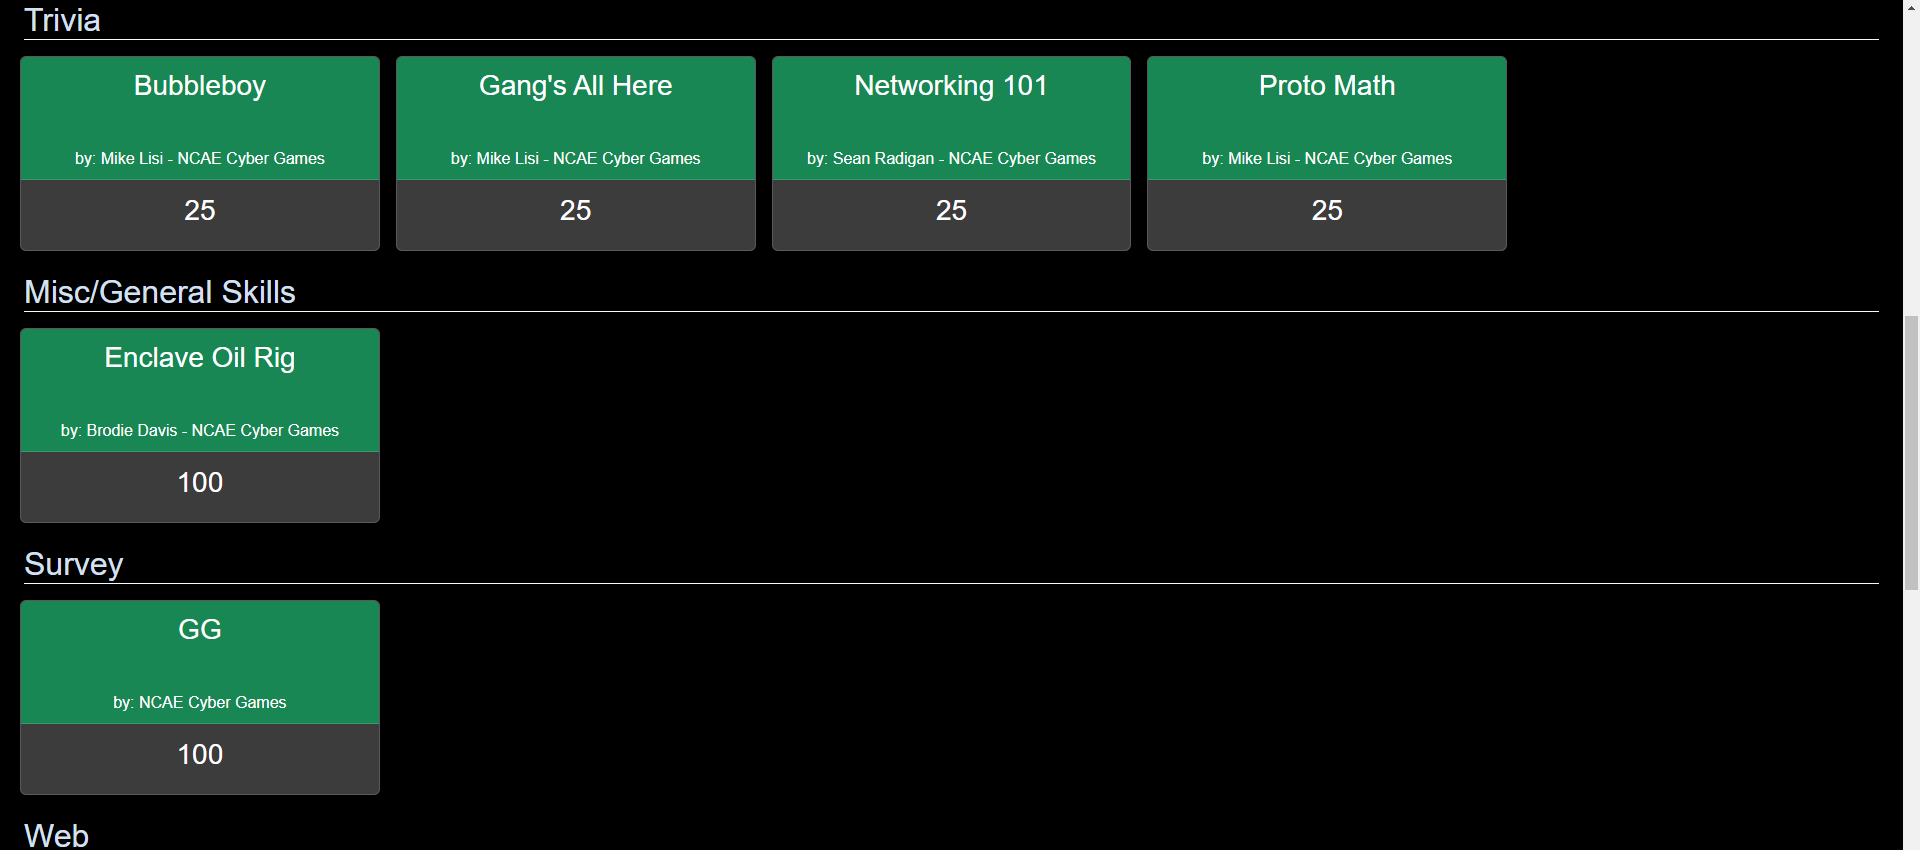 Trivia
Bubbleboy
by: Mike Lisi - NCAE Cyber Games
25
Gang's All Here
by: Mike Lisi - NCAE Cyber Games
25
Networking 101
by: Sean Radigan - NCAE Cyber Games
25
Proto Math
by: Mike Lisi - NCAE Cyber Games
25
Misc/General Skills
Enclave Oil Rig
by: Brodie Davis - NCAE Cyber Games
100
Survey
GG
by: NCAE Cyber Games
100
Web